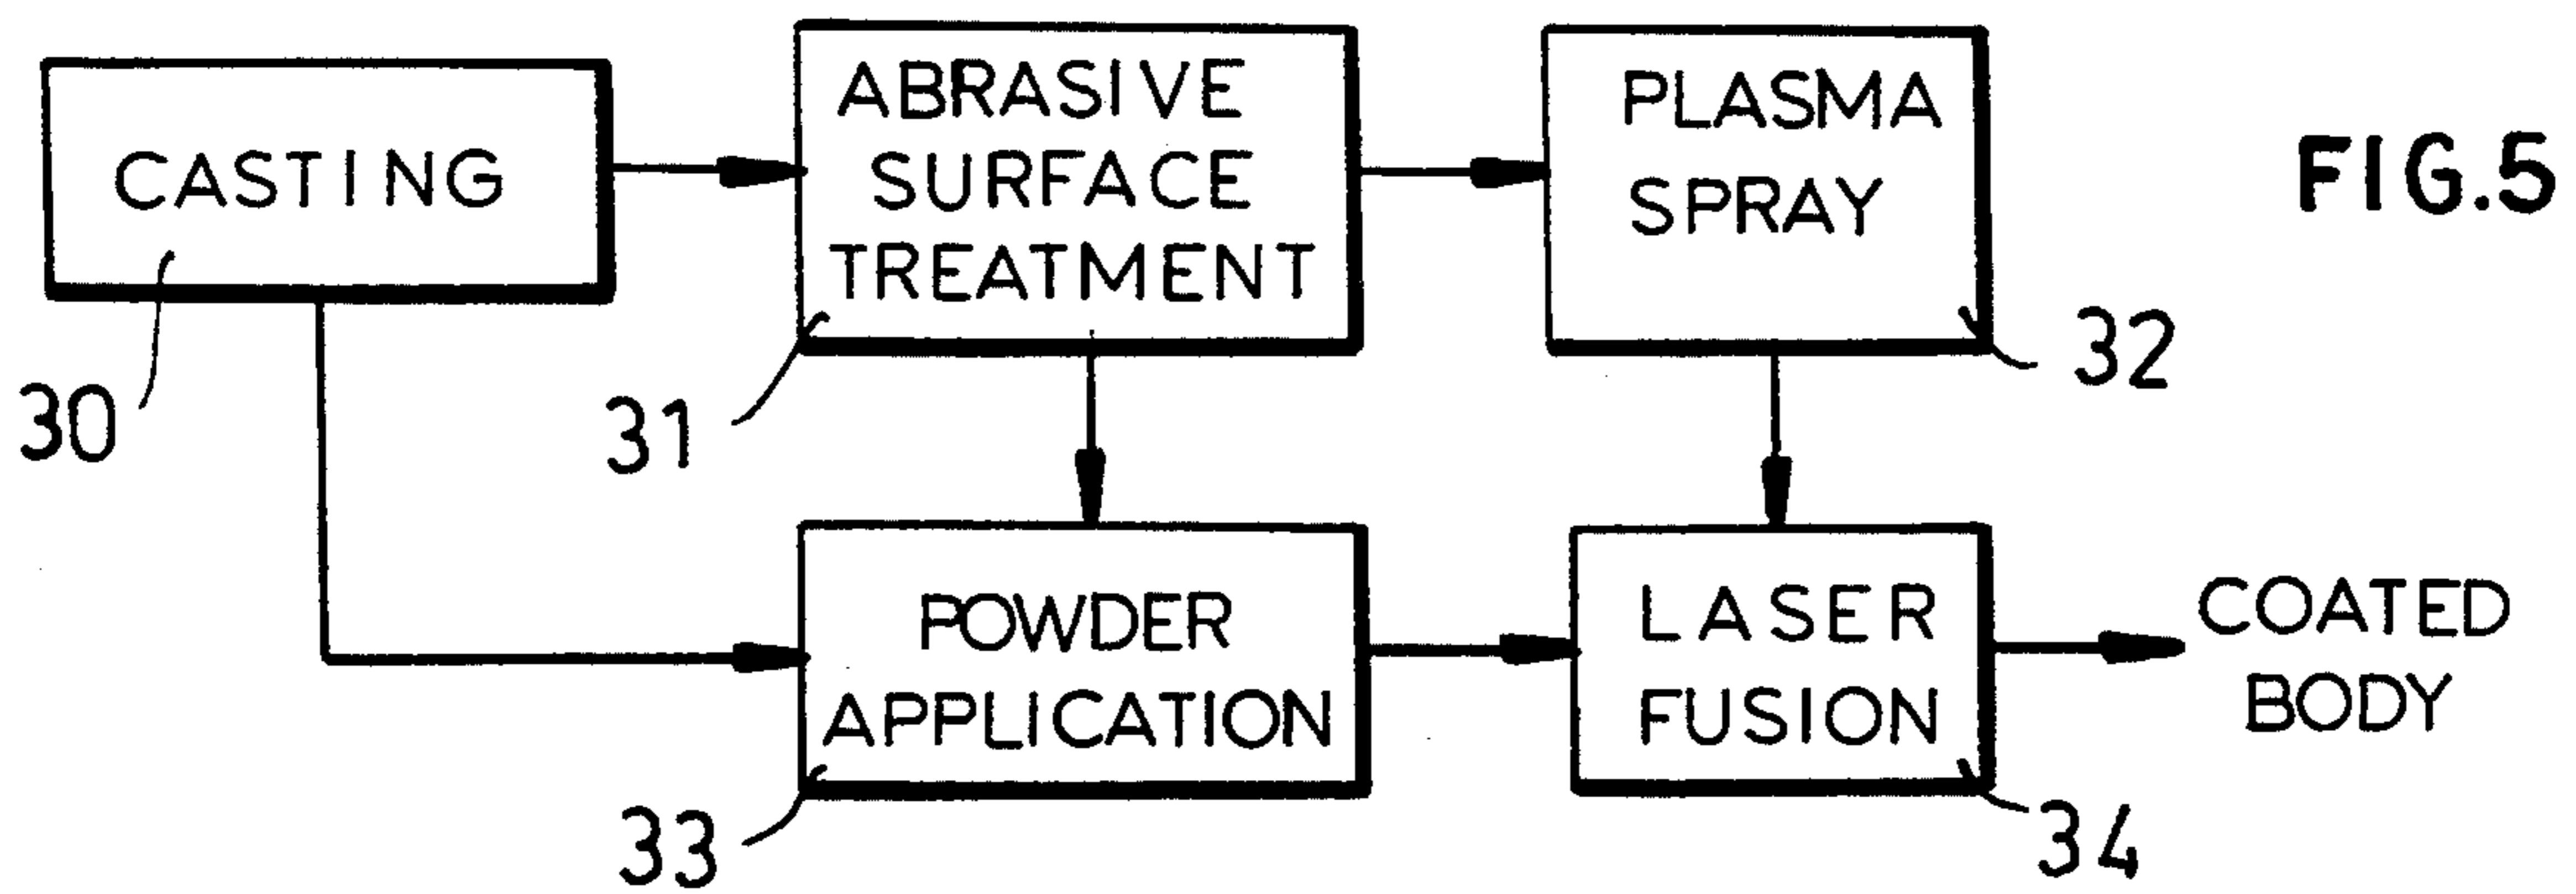 CASTING
30
ABRASIVE
SURFACE
TREATMENT
31
PLASMA
SPRAY
32
FIG.5
POWDER
APPLICATION
33
LASER
FUSION
34
COATED
BODY